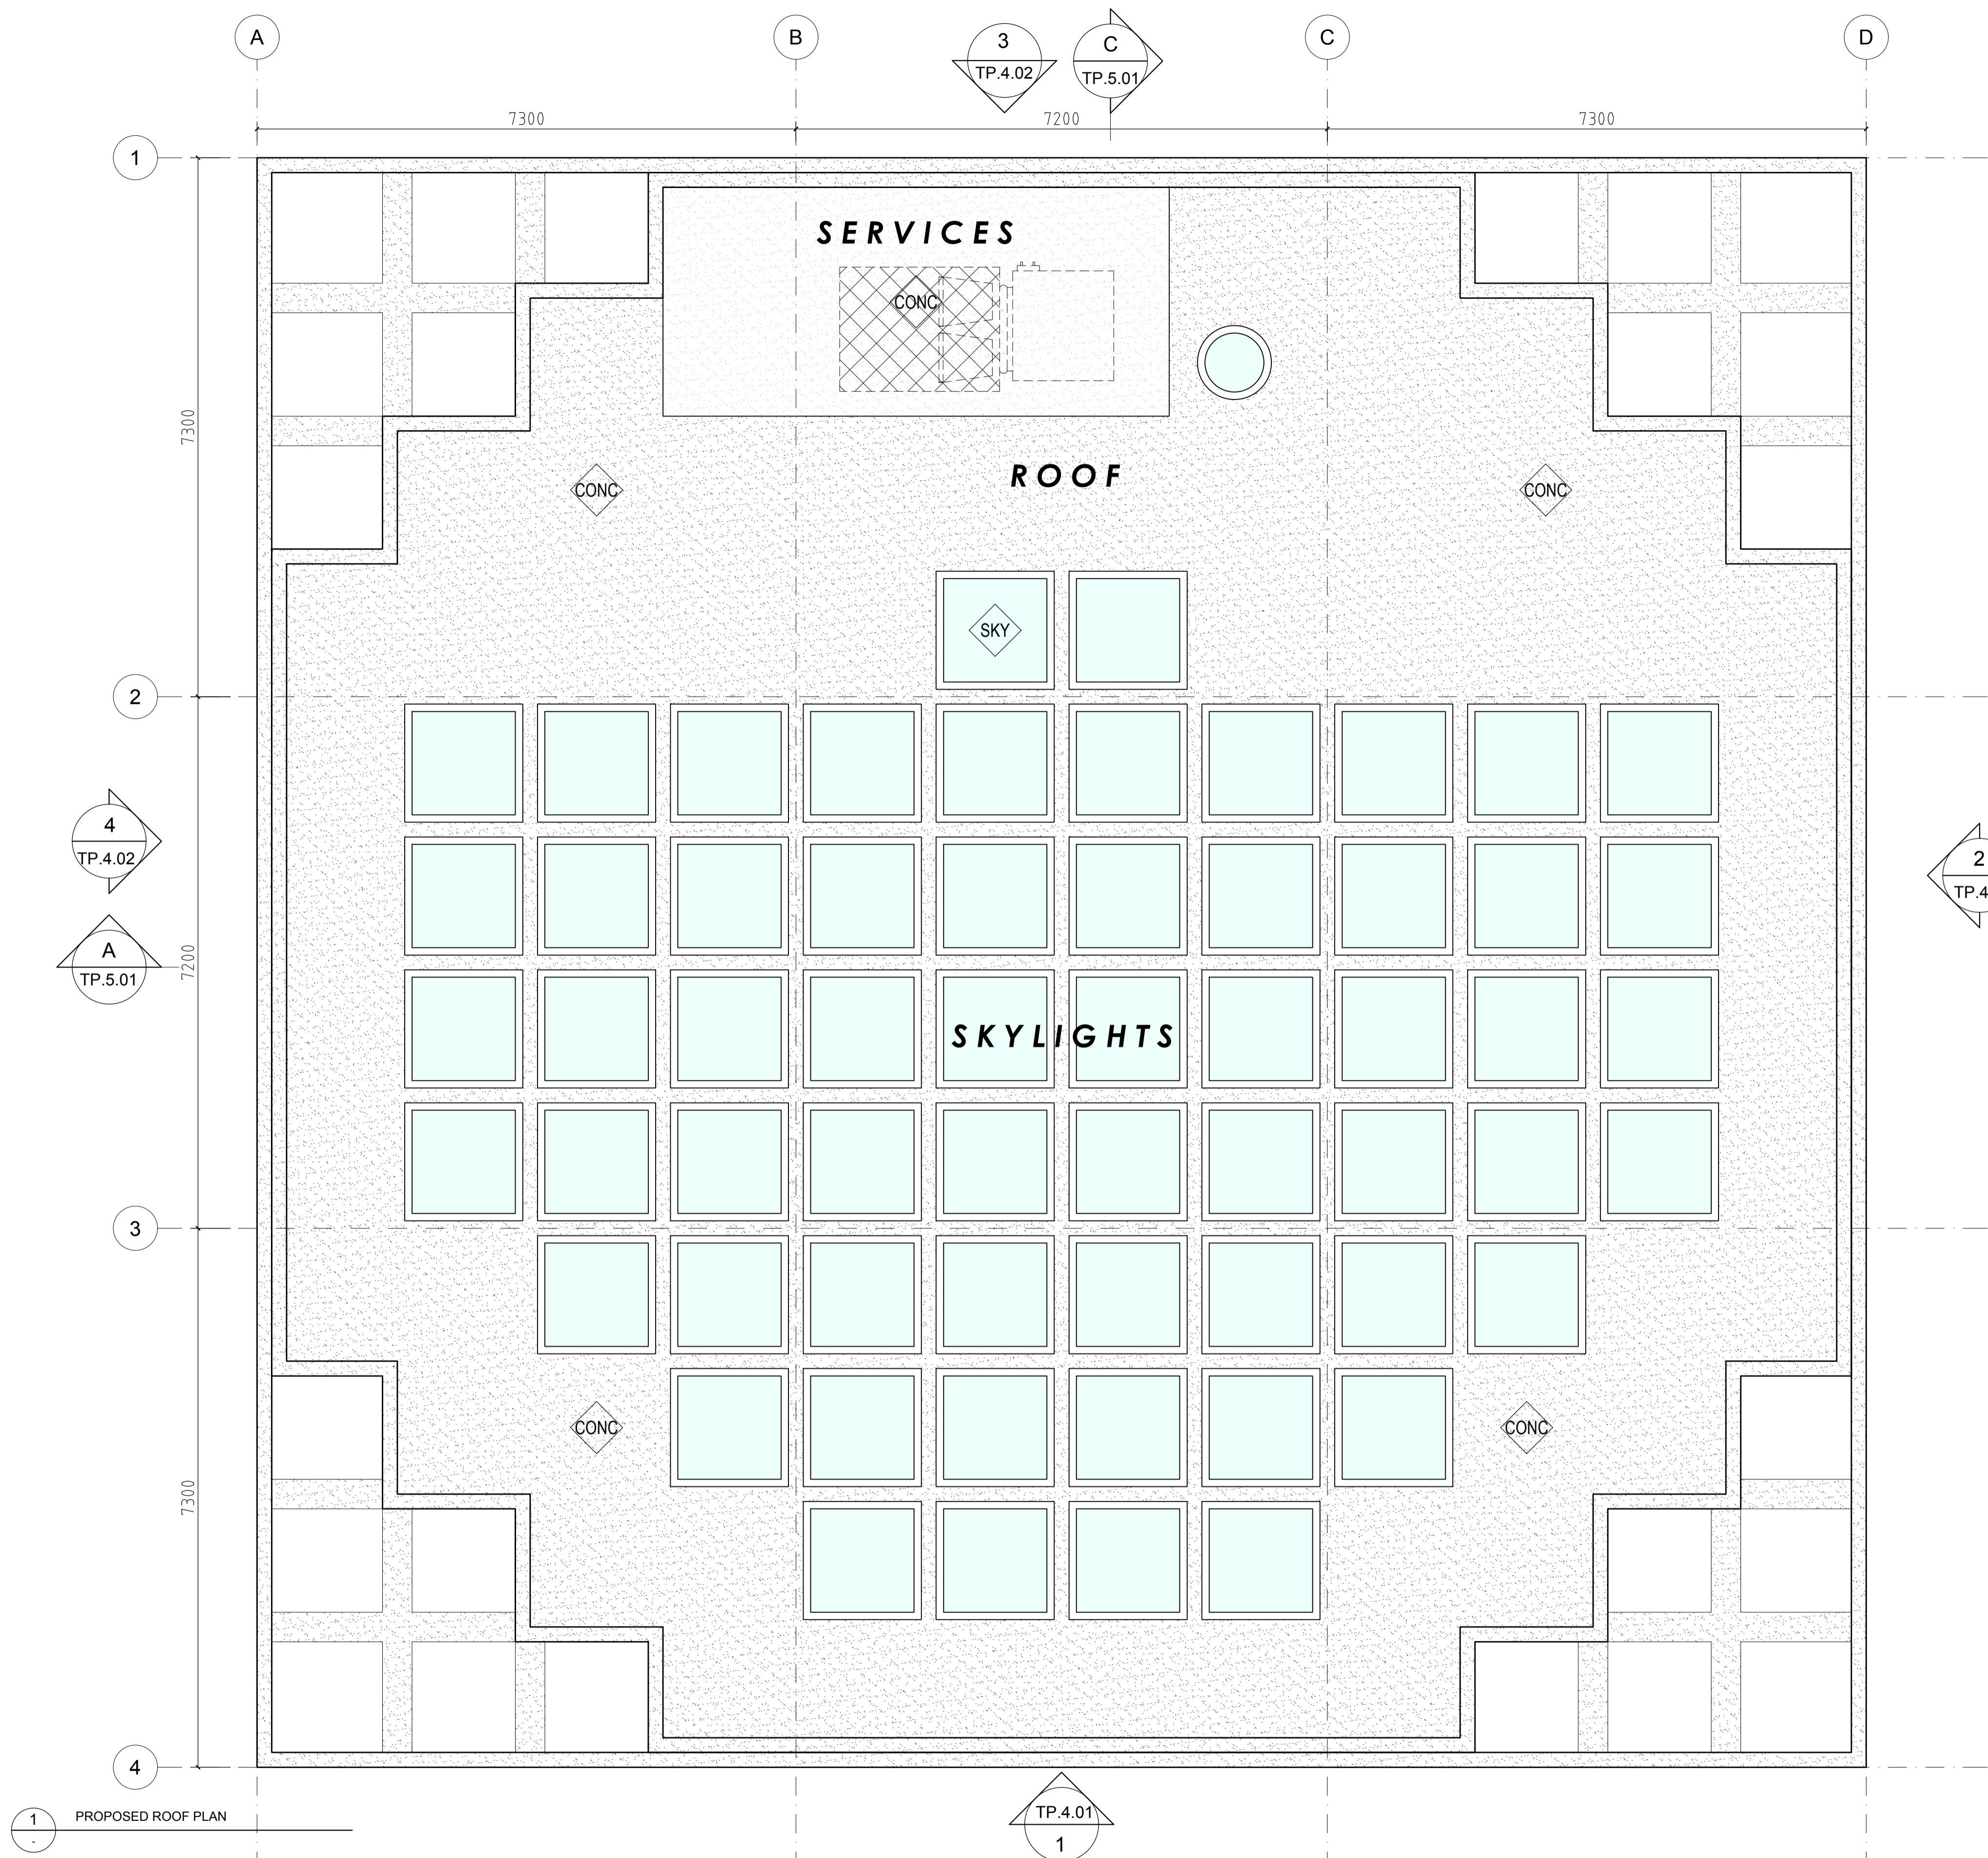 A
B
3
TP.4.02
C
TP.5.01
C
D
7300
7200
7300
1
SERVICES
CONC
7300
ROOF
CONC
CONC
SKY
2
4
TP.4.02
2
TP.4
A
TP.5.01
7200
SKYLIGHTS
3
CONC
CONC
7300
4
1
-
PROPOSED ROOF PLAN
TP.4.01
1